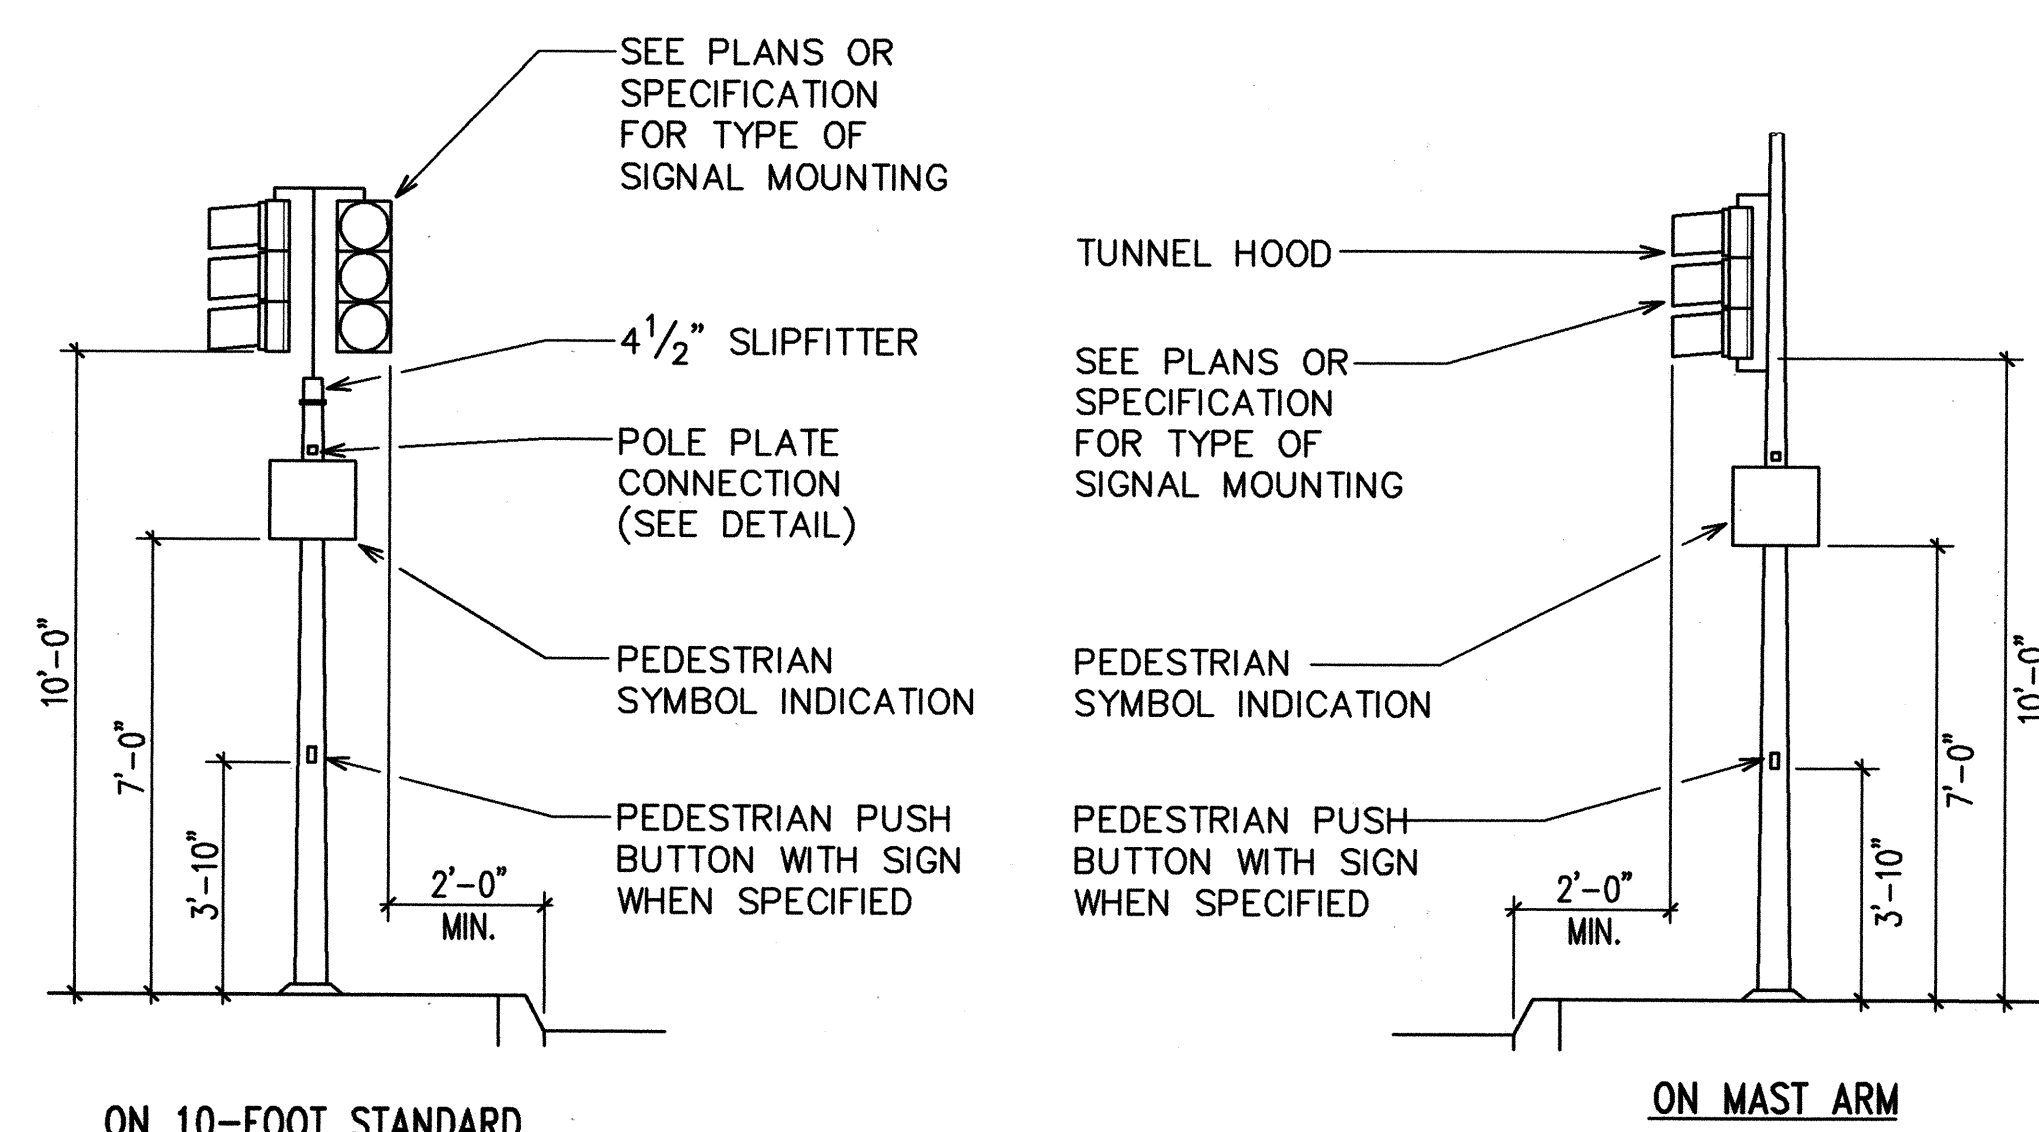 SEE PLANS OR
SPECIFICATION
FOR TYPE OF
SIGNAL MOUNTING
4 1/2" SLIPFITTER
POLE PLATE
CONNECTION
(SEE DETAIL)
PEDESTRIAN
SYMBOL INDICATION
PEDESTRIAN PUSH
BUTTON WITH SIGN
WHEN SPECIFIED
10'-0"
7'-0"
3'-10"
2'-0"
MIN.
ON 10-FOOT STANDARD
TUNNEL HOOD
SEE PLANS OR
SPECIFICATION
FOR TYPE OF
SIGNAL MOUNTING
PEDESTRIAN
SYMBOL INDICATION
PEDESTRIAN PUSH
BUTTON WITH SIGN
WHEN SPECIFIED
2'-0"
MIN.
3'-10"
7'-0"
10'-0"
ON MAST ARM